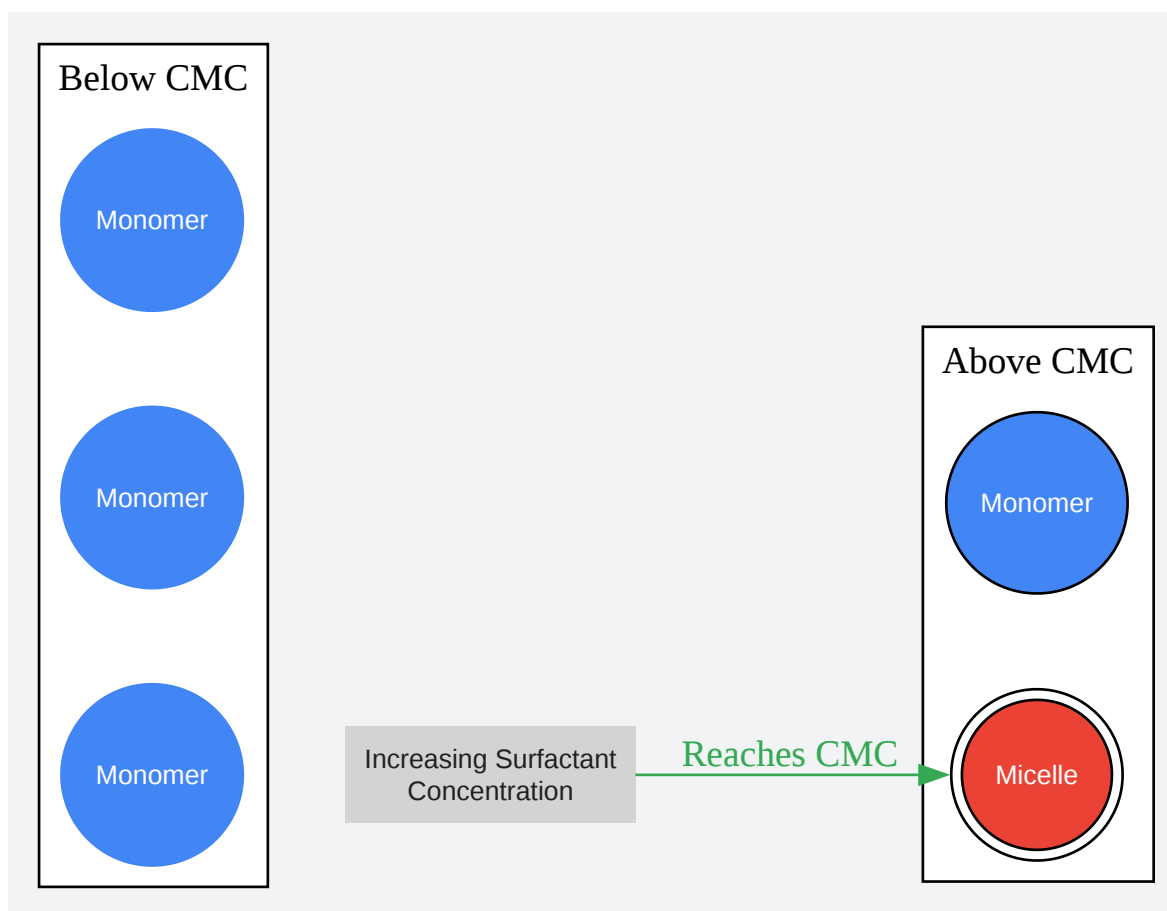 Below CMC
Monomer
Monomer
Monomer
Increasing Surfactant
Concentration
Reaches CMC
Above CMC
Monomer
Micelle